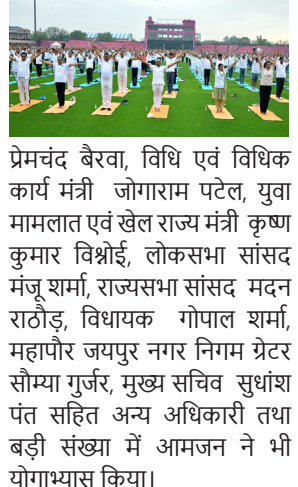 प्रेमचंद बैरवा, विधि एवं विधिक
कार्य मंत्री जोगाराम पटेल, युवा
मामलात एवं खेल राज्य मंत्री कृष्ण
कुमार विश्नोई, लोकसभा सांसद
मंजू शर्मा, राज्यसभा सांसद मदन
राठौड़, विधायक गोपाल शर्मा,
महापौर जयपुर नगर निगम ग्रेटर
सौम्या गुर्जर, मुख्य सचिव सुधांश
पंत सहित अन्य अधिकारी तथा
बड़ी संख्या में आमजन ने भी
योगाभ्यास किया।